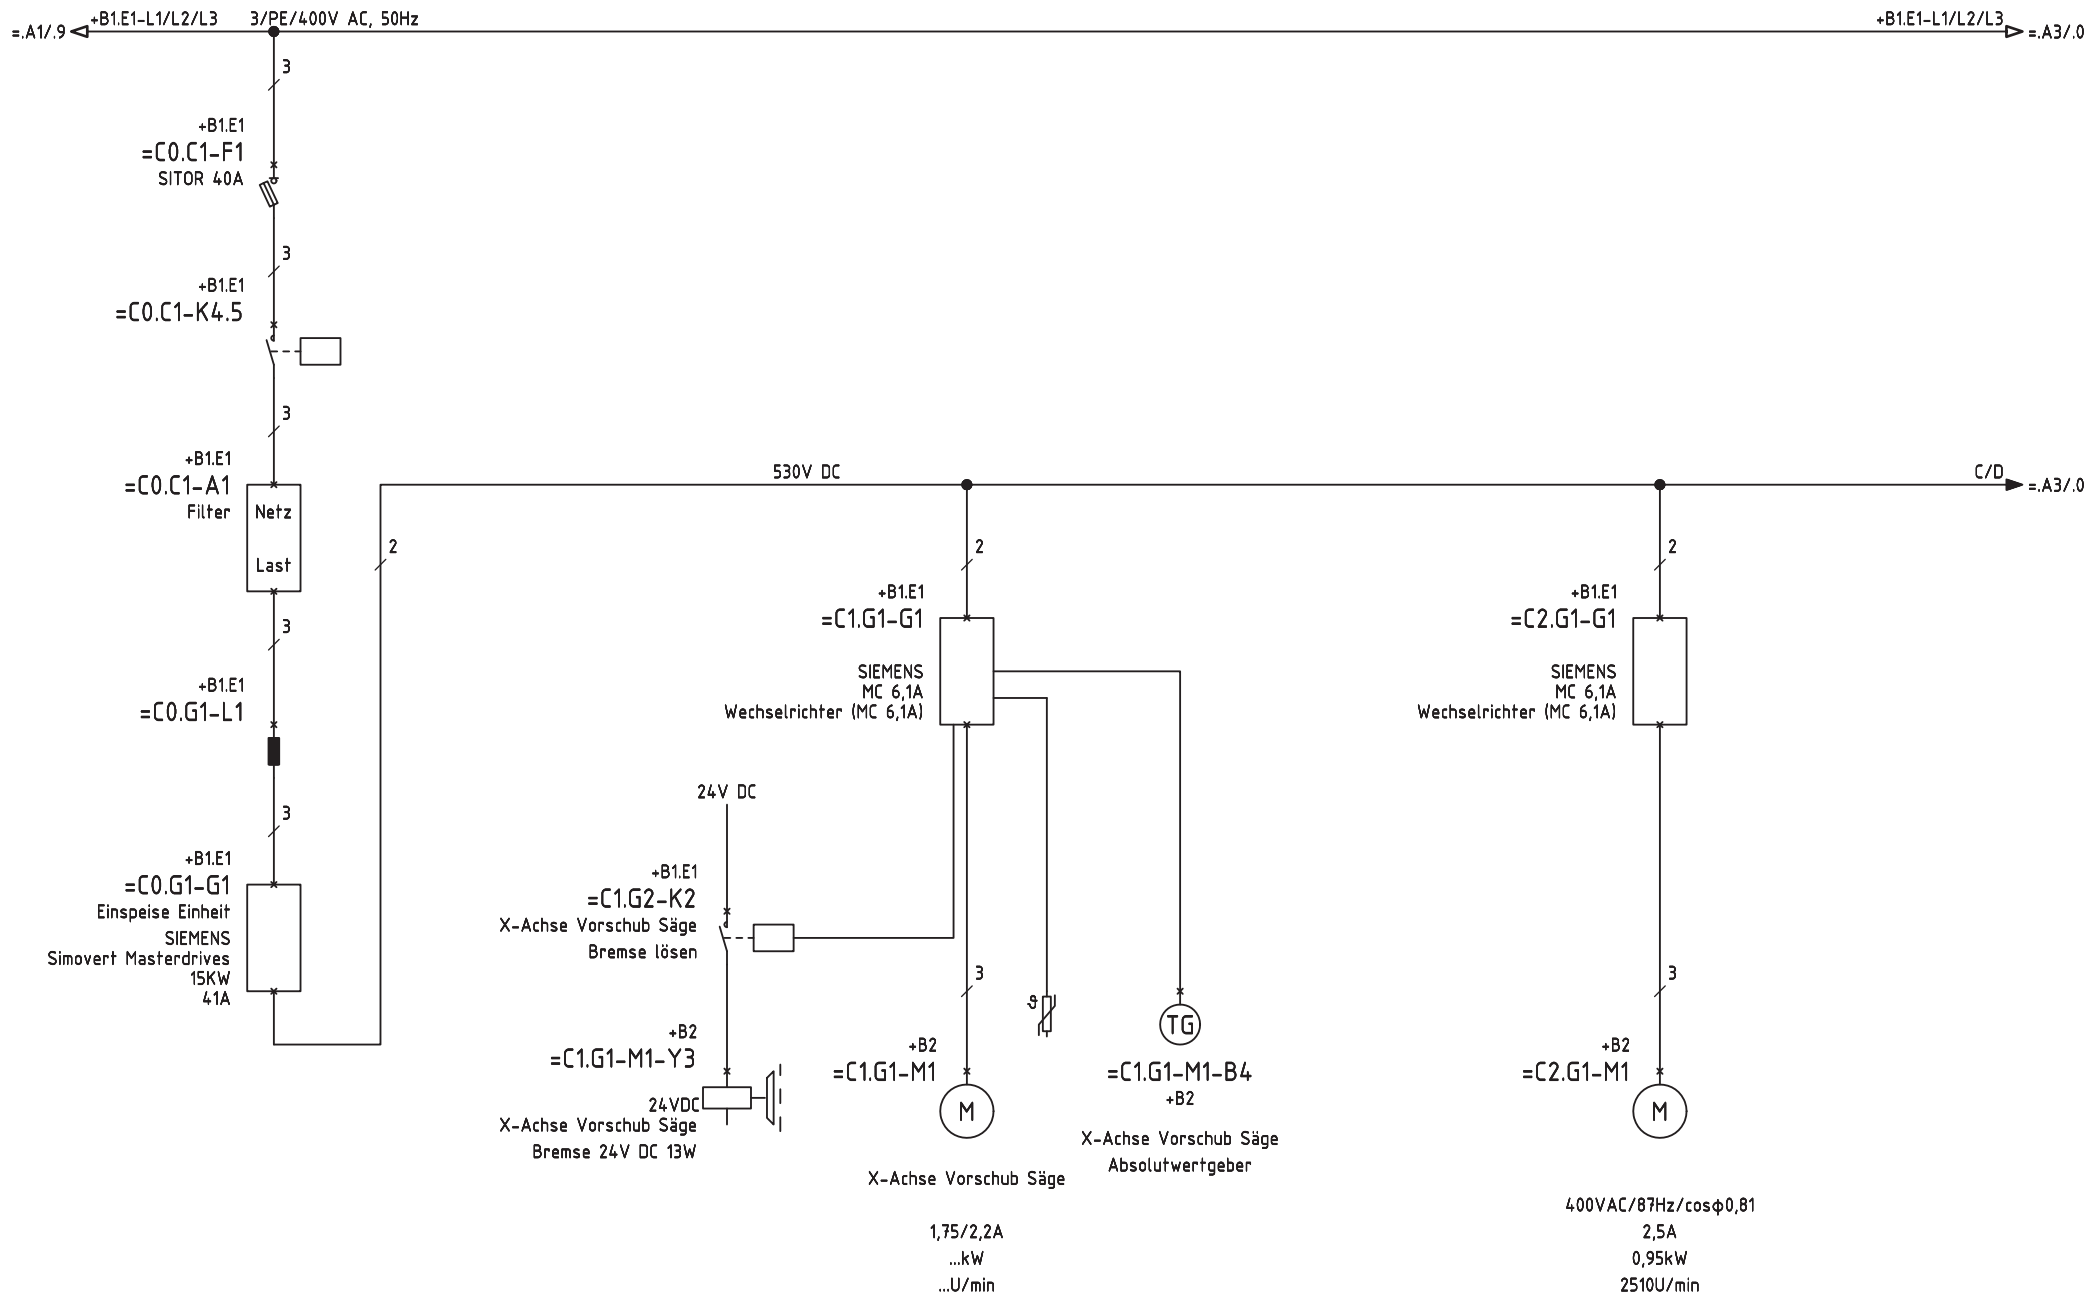 +B1.E1-L1/L2/L3 3/PE/400V AC, 50Hz
+B1.E1-L1/L2/L3
=.A1/.9
=.A3/.0
3
+B1.E1
=C0.C1-F1
SITOR 40A
3
+B1.E1
=C0.C1-K4.5
3
+B1.E1
=C0.C1-A1
Filter
Netz
Last
3
+B1.E1
=C0.G1-L1
3
+B1.E1
=C0.G1-G1
Einspeise Einheit
SIEMENS
Simovert Masterdrives
15KW
41A
2
530V DC
C/D
=.A3/.0
2
+B1.E1
=C1.G1-G1
SIEMENS
MC 6,1A
Wechselrichter (MC 6,1A)
24V DC
+B1.E1
=C1.G2-K2
X-Achse Vorschub Säge
Bremse lösen
+B2
=C1.G1-M1-Y3
24VDC
X-Achse Vorschub Säge
Bremse 24V DC 13W
3
+B2
=C1.G1-M1
M
X-Achse Vorschub Säge
1,75/2,2A
...kW
...U/min
ϑ
TG
=C1.G1-M1-B4
+B2
X-Achse Vorschub Säge
Absolutwertgeber
2
+B1.E1
=C2.G1-G1
SIEMENS
MC 6,1A
Wechselrichter (MC 6,1A)
3
+B2
=C2.G1-M1
M
400VAC/87Hz/cosφ0,81
2,5A
0,95kW
2510U/min